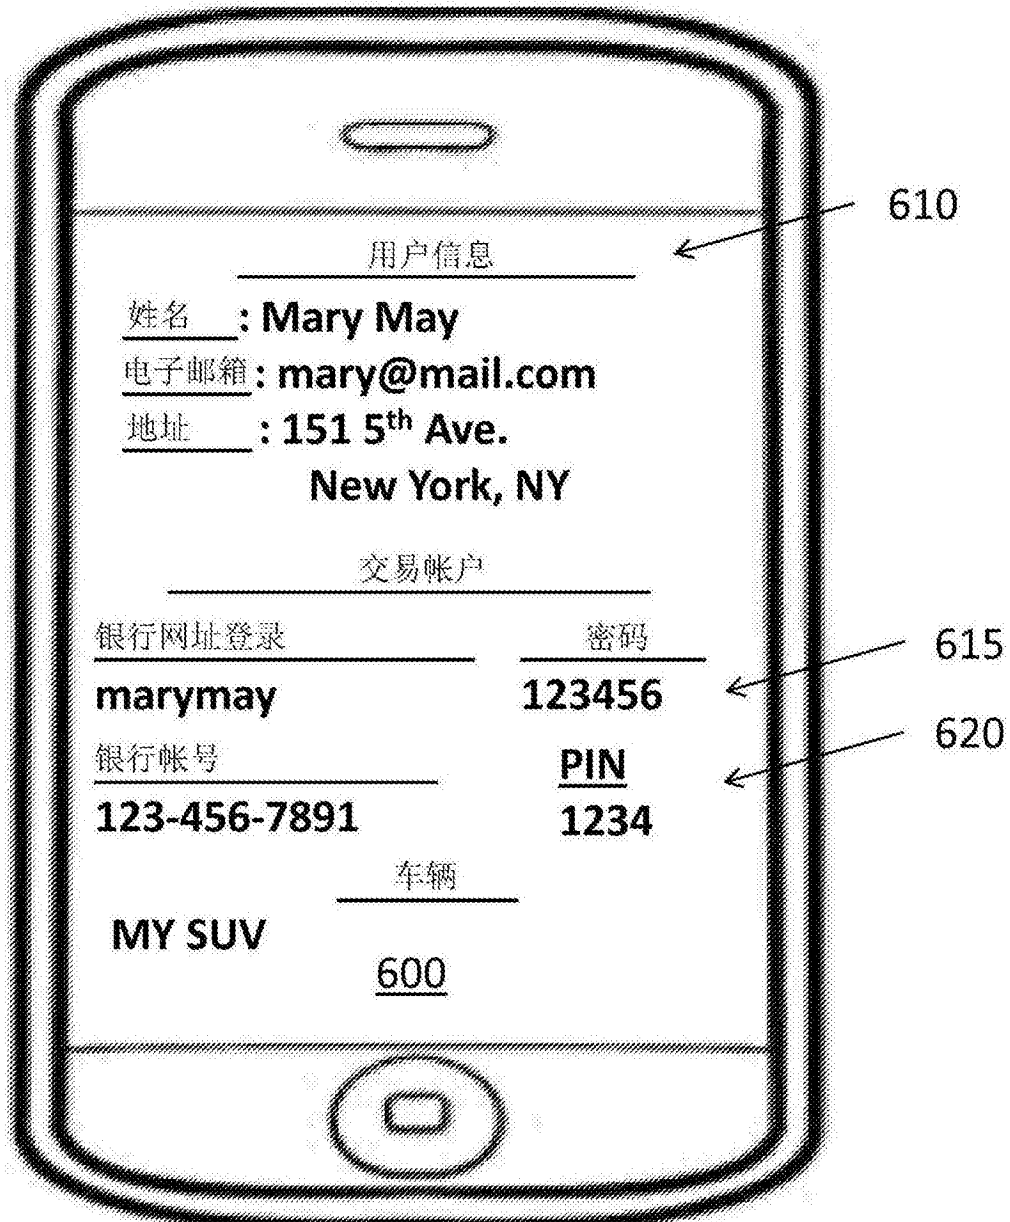 610
用户信息
姓名 : Mary May
电子邮箱 : mary@mail.com
地址 : 151 5th Ave.
New York, NY
交易帐户
银行网址登录 密码
615
marymay 123456
620
银行帐号 PIN
123-456-7891 1234
车辆
MY SUV
600